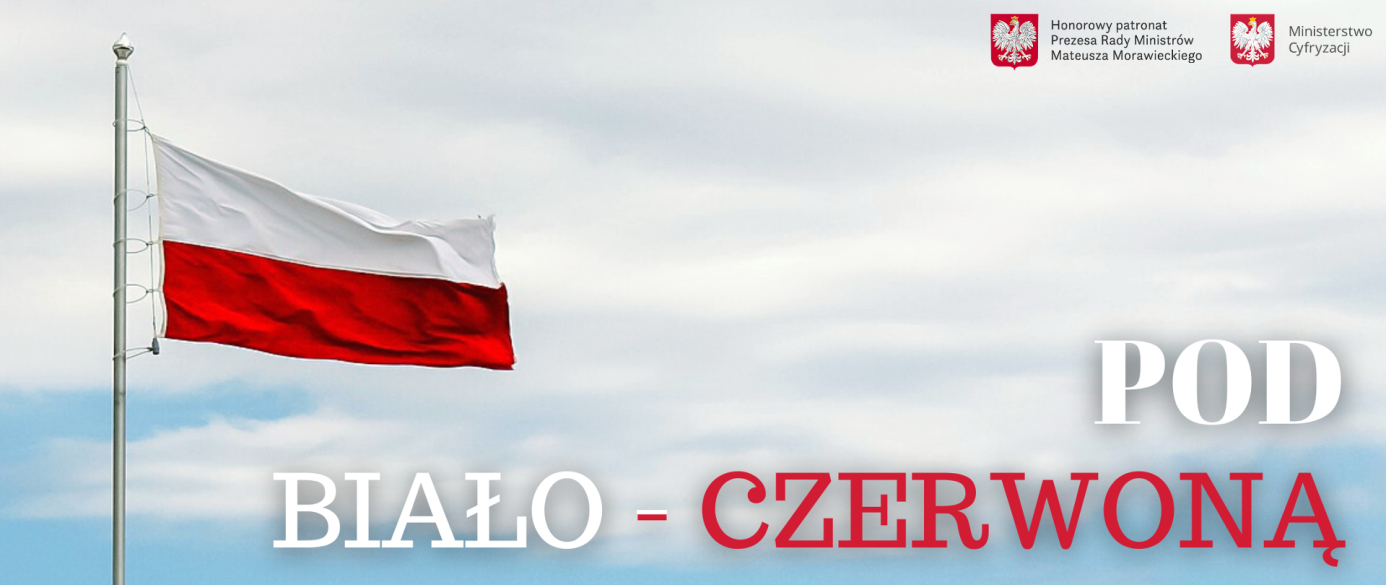 Honorowy patronat
Prezesa Rady Ministrów
Mateusza Morawieckiego
Ministerstwo
Cyfryzacji
POD
BIAŁO - CZERWONĄ